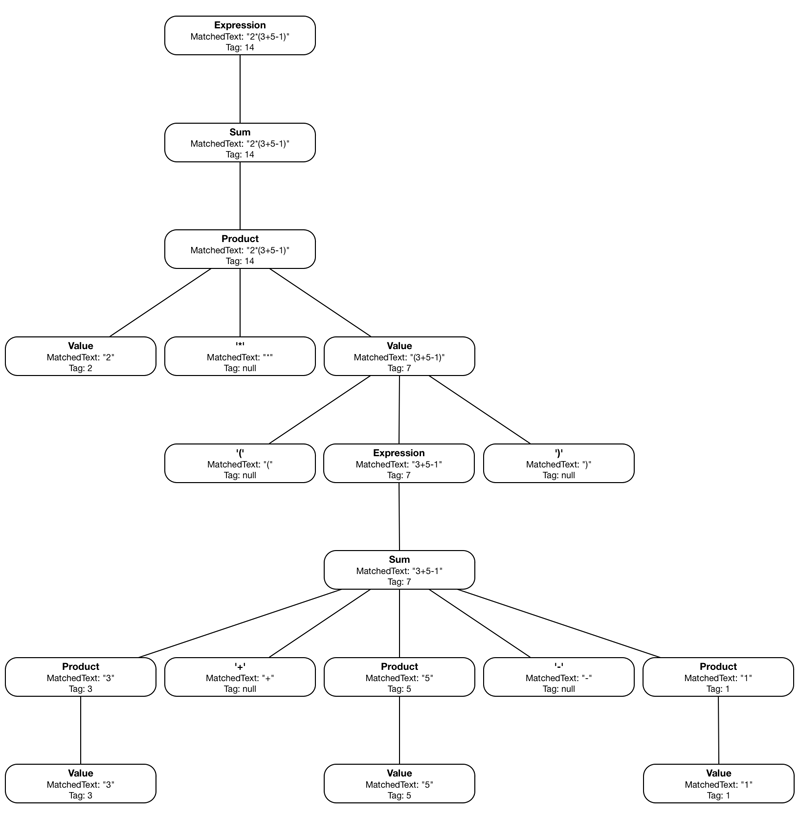 Expression
MatchedText: "2*(3+5-1)"
Tag: 14
Sum
MatchedText: "2*(3+5-1)"
Tag: 14
Product
MatchedText: "2*(3+5-1)"
Tag: 14
Value
MatchedText: "2"
Tag: 2
'*'
MatchedText: "*"
Tag: null
Value
MatchedText: "(3+5-1)"
Tag: 7
'('
MatchedText: "("
Tag: null
Expression
MatchedText: "3+5-1"
Tag: 7
')'
MatchedText: ")"
Tag: null
Sum
MatchedText: "3+5-1"
Tag: 7
Product
MatchedText: "3"
Tag: 3
'+'
MatchedText: "+"
Tag: null
Product
MatchedText: "5"
Tag: 5
'-'
MatchedText: "-"
Tag: null
Product
MatchedText: "1"
Tag: 1
Value
MatchedText: "3"
Tag: 3
Value
MatchedText: "5"
Tag: 5
Value
MatchedText: "1"
Tag: 1